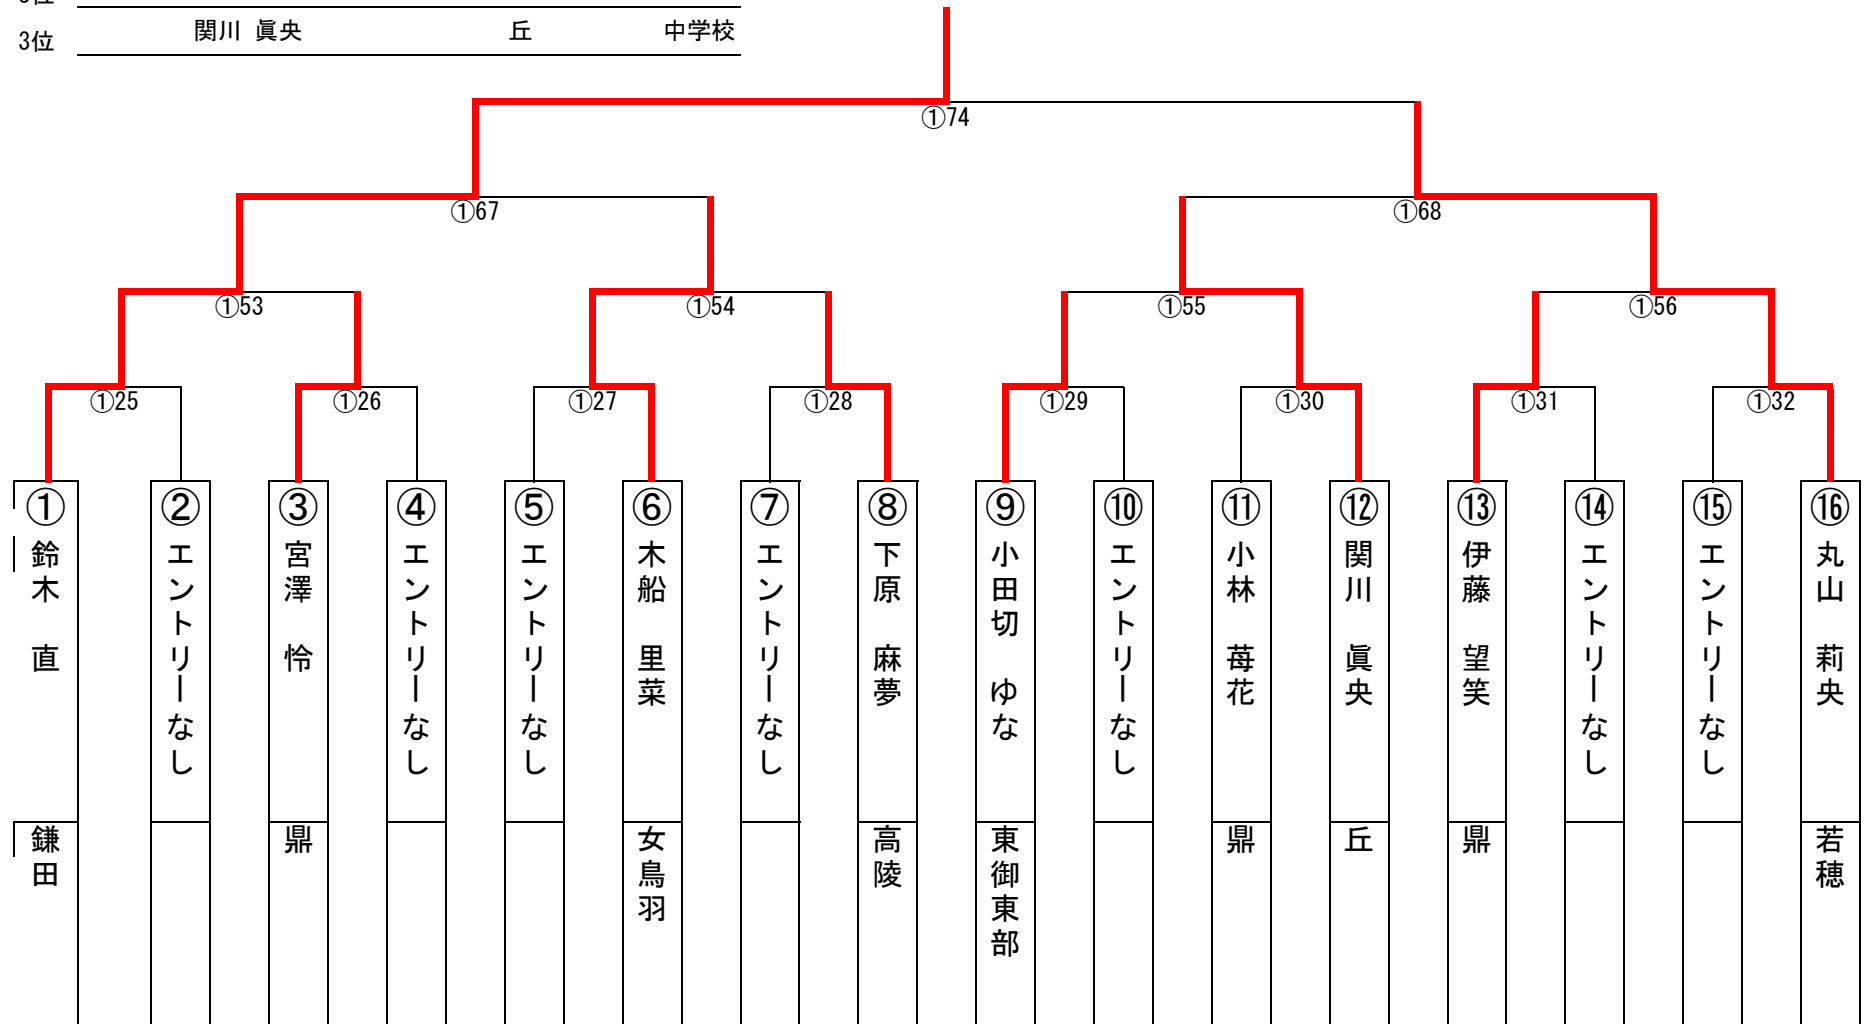 3位 関川 眞央 丘 中学校
①74
①67 ①68
①53 ①54 ①55 ①56
①25 ①26 ①27 ①28 ①29 ①30 ①31 ①32
① 鈴木 直 鎌田
② エントリーなし
③ 宮澤 怜 鼎
④ エントリーなし
⑤ エントリーなし
⑥ 木船 里菜 女鳥羽
⑦ エントリーなし
⑧ 下原 麻夢 高陵
⑨ 小田切 ゆな 東御東部
⑩ エントリーなし
⑪ 小林 苺花 鼎
⑫ 関川 眞央 丘
⑬ 伊藤 望笑 鼎
⑭ エントリーなし
⑮ エントリーなし
⑯ 丸山 莉央 若穂